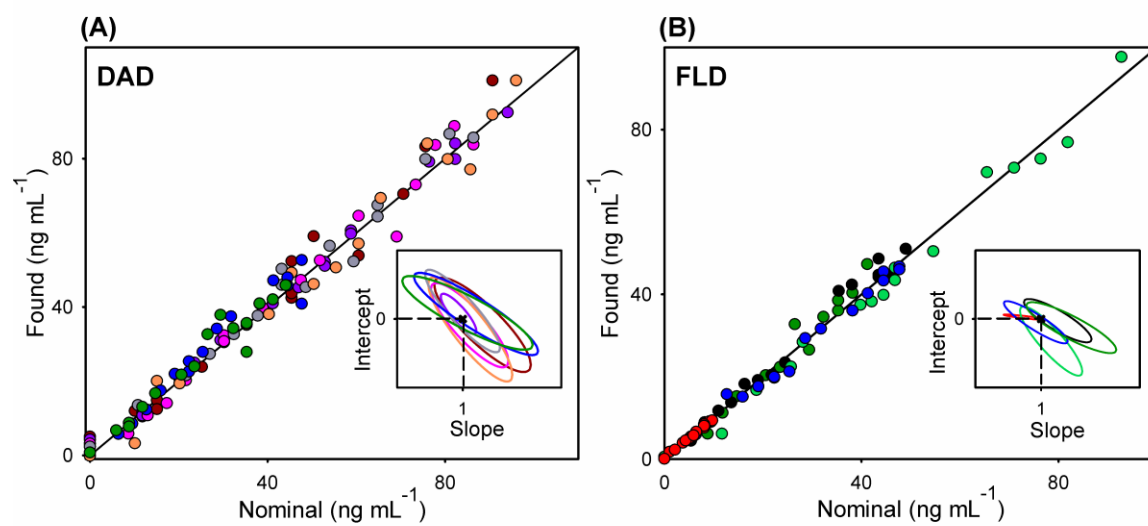 (A)
DAD
Found (ng mL⁻¹)
80
40
0
0 40 80
Nominal (ng mL⁻¹)
Intercept
0
1
Slope
(B)
FLD
Found (ng mL⁻¹)
80
40
0
0 40 80
Nominal (ng mL⁻¹)
Intercept
0
1
Slope